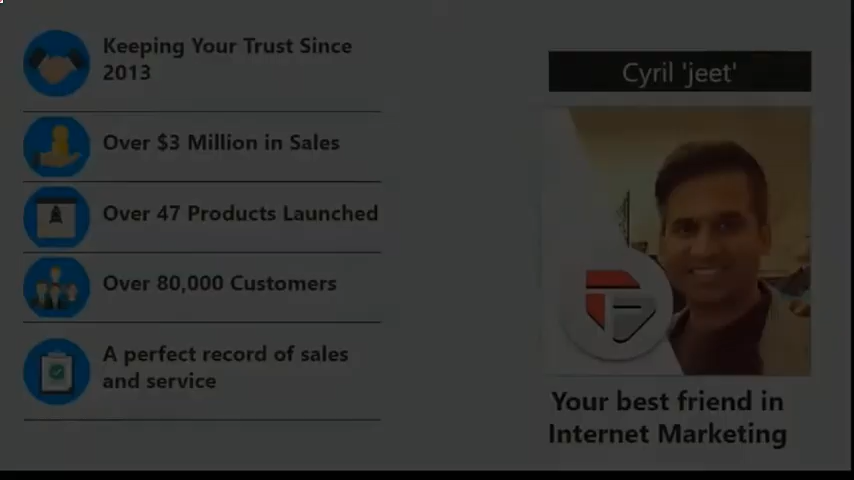 Keeping Your Trust Since
2013
Over $3 Million in Sales
Over 47 Products Launched
Over 80,000 Customers
A perfect record of sales
and service
Cyril 'jeet'
Your best friend in
Internet Marketing